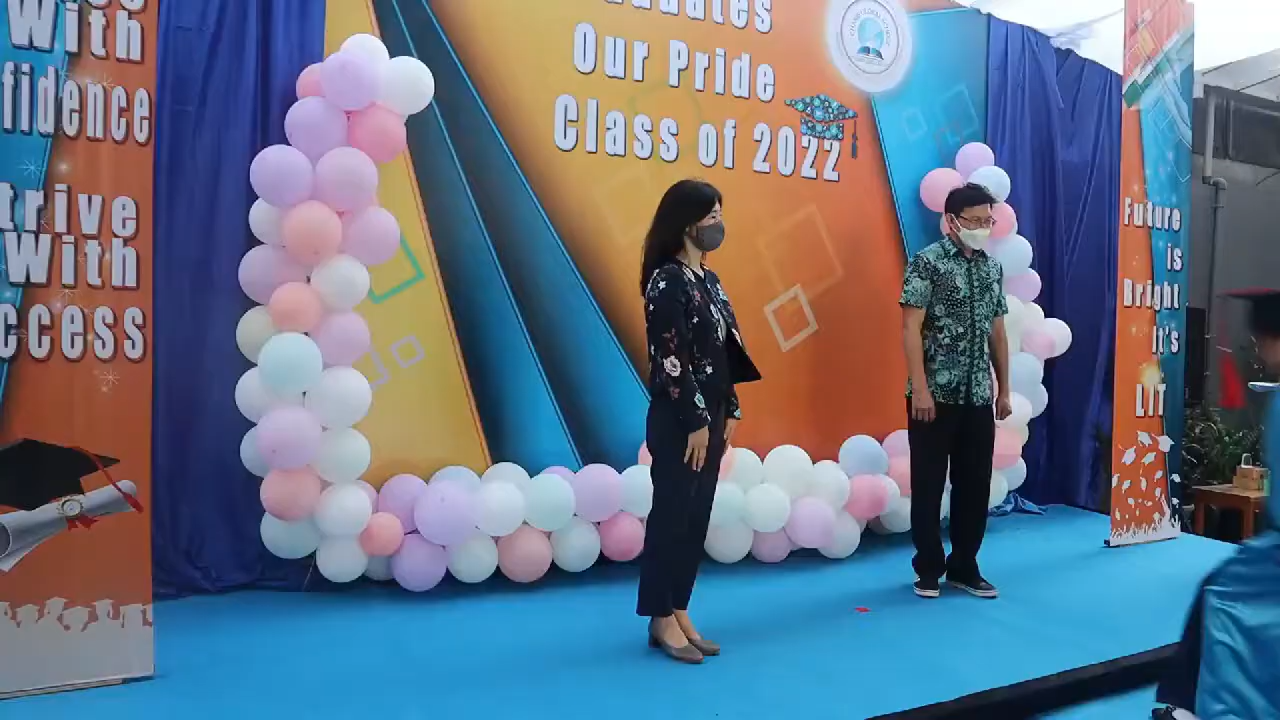 With
fidence
trive
With
ccess
Our Pride
Class of 2022
Future
is
Bright
It's
LIT